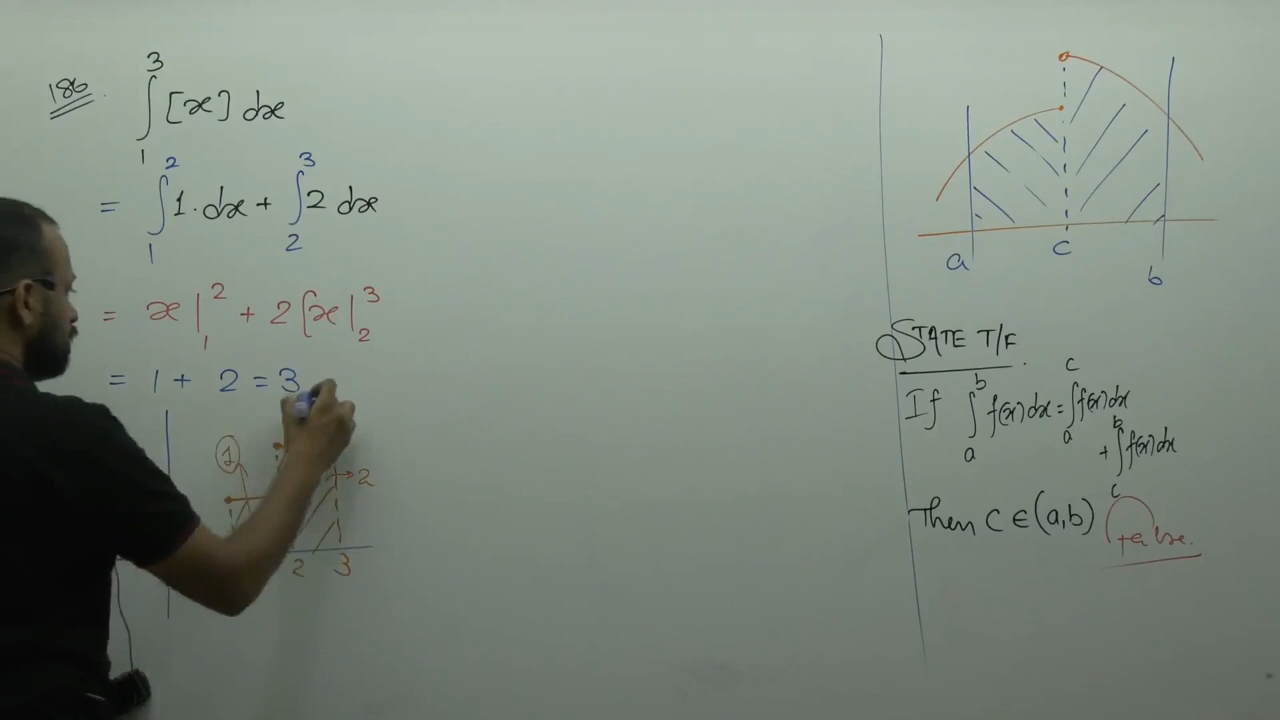 186. ∫₁³ [x] dx
= ∫₁² 1. dx + ∫₂³ 2 dx
= x|₁² + 2[x|₂³
= 1 + 2 = 3
1
2
2 3
a c b
STATE T/F.
If ∫ₐᵇ f(x) dx = ∫ₐᶜ f(x) dx
+ ∫꜀ᵇ f(x) dx
Then C ∈ (a,b) false.